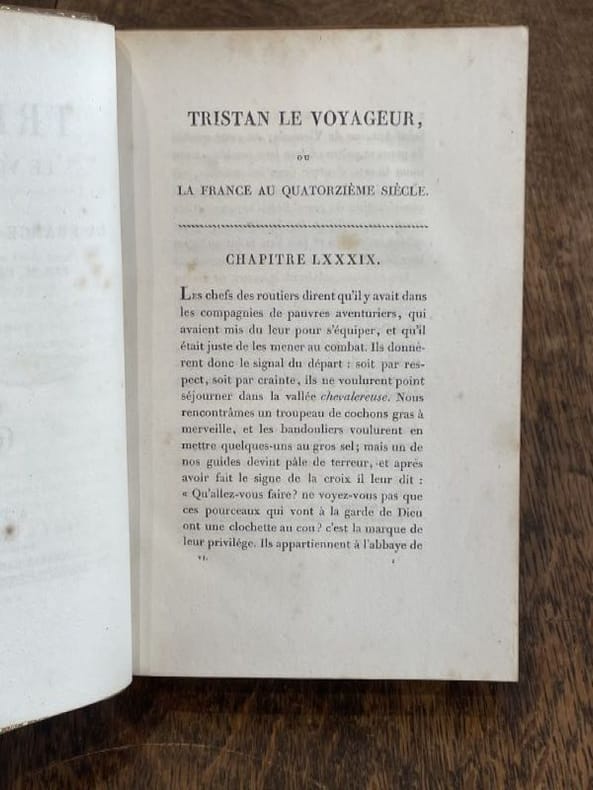 TRISTAN LE VOYAGEUR,
OU
LA FRANCE AU QUATORZIÈME SIÈCLE.
CHAPITRE LXXXIX.
LES chefs des routiers dirent qu'il y avait dans
les compagnies de pauvres aventuriers, qui
avaient mis du leur pour s'équiper, et qu'il
était juste de les mener au combat. Ils donnè-
rent donc le signal du départ : soit par res-
pect, soit par crainte, ils ne voulurent point
séjourner dans la vallée chevalereuse. Nous
rencontrâmes un troupeau de cochons gras à
merveille, et les bandouliers voulurent en
mettre quelques-uns au gros sel; mais un de
nos guides devint pâle de terreur, et après
avoir fait le signe de la croix il leur dit :
« Qu'allez-vous faire? ne voyez-vous pas que
ces pourceaux qui vont à la garde de Dieu
ont une clochette au cou? c'est la marque de
leur privilége. Ils appartiennent à l'abbaye de
VI. 1